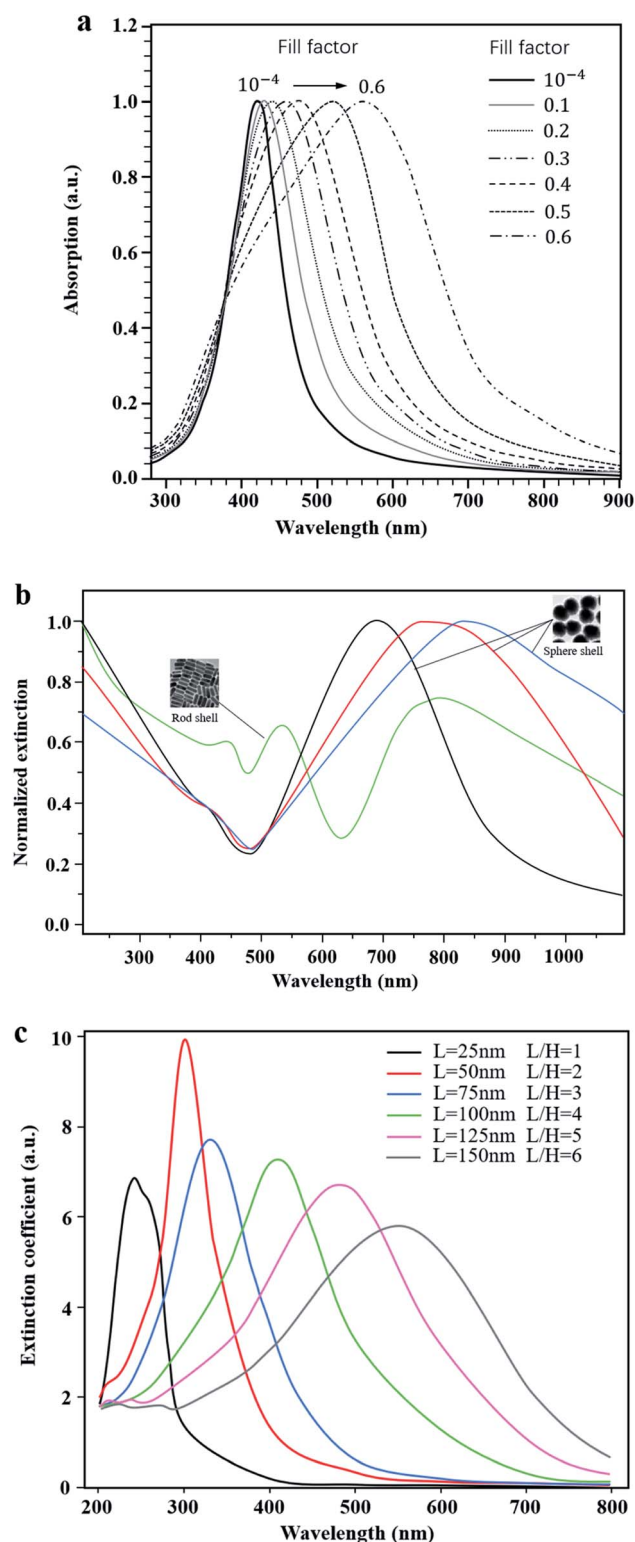 a
Fill factor
10⁻⁴ 0.6
Fill factor
10⁻⁴
0.1
0.2
0.3
0.4
0.5
0.6
1.2
1.0
0.8
0.6
0.4
0.2
0.0
Absorption (a.u.)
300 400 500 600 700 800 900
Wavelength (nm)
b
1.0
0.8
0.6
0.4
0.2
0.0
Normalized extinction
Rod shell
Sphere shell
300 400 500 600 700 800 900 1000
Wavelength (nm)
c
10
8
6
4
2
0
Extinction coefficient (a.u.)
L=25nm L/H=1
L=50nm L/H=2
L=75nm L/H=3
L=100nm L/H=4
L=125nm L/H=5
L=150nm L/H=6
200 300 400 500 600 700 800
Wavelength (nm)